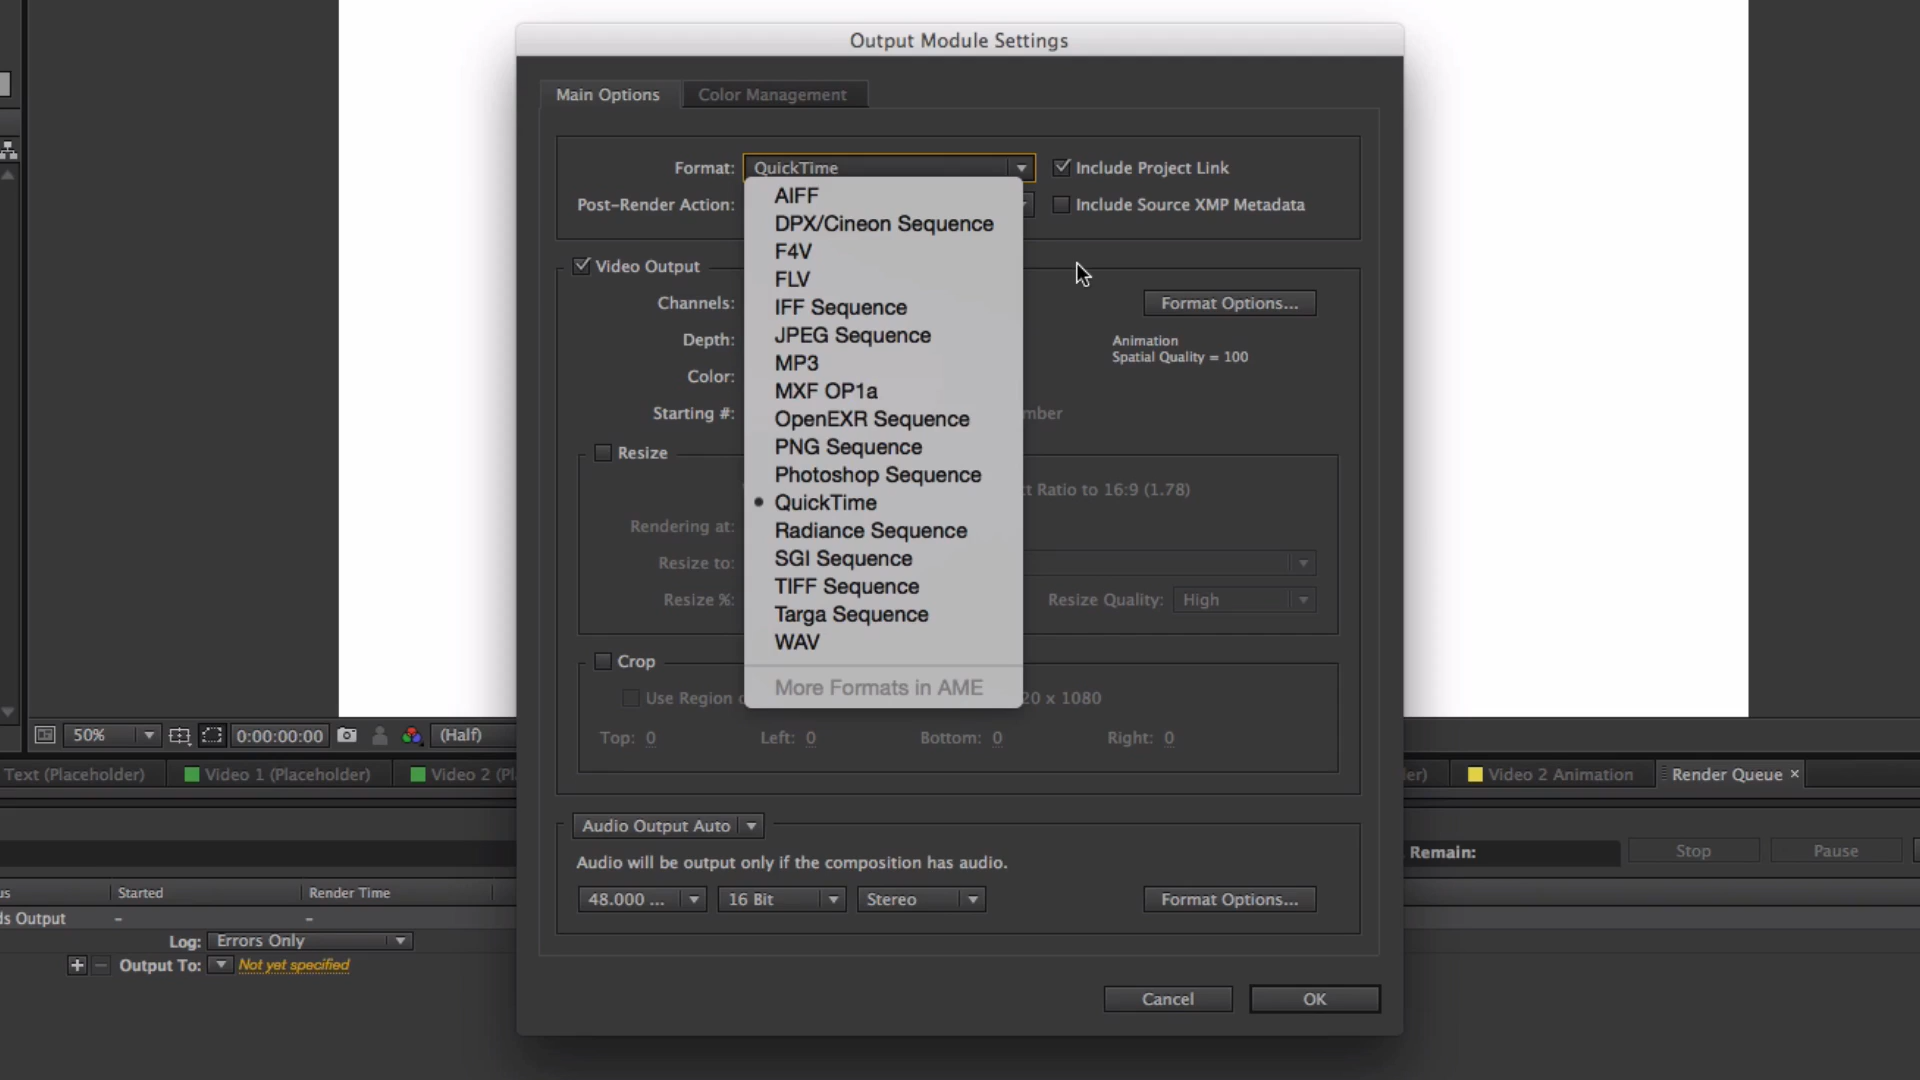 Output Module Settings
Main Options
Color Management
Format:
QuickTime
Include Project Link
Post-Render Action:
Include Source XMP Metadata
AIFF
DPX/Cineon Sequence
F4V
FLV
IFF Sequence
JPEG Sequence
MP3
MXF OP1a
OpenEXR Sequence
PNG Sequence
Photoshop Sequence
QuickTime
Radiance Sequence
SGI Sequence
TIFF Sequence
Targa Sequence
WAV
More Formats in AME
Video Output
Channels:
Format Options...
Depth:
Animation
Spatial Quality = 100
Color:
Starting #:
mber
Resize
Ratio to 16:9 (1.78)
Rendering at:
Resize to:
Resize %:
Resize Quality:
High
Crop
Use Region
20 x 1080
Top: 0
Left: 0
Bottom: 0
Right: 0
50%
0:00:00:00
(Half)
Text (Placeholder)
Video 1 (Placeholder)
Video 2 (Pl
er)
Video 2 Animation
Render Queue ×
Audio Output Auto
Audio will be output only if the composition has audio.
48.000 ...
16 Bit
Stereo
Format Options...
Remain:
Stop
Pause
us
Started
Render Time
ds Output
-
-
Log:
Errors Only
Output To:
Not yet specified
Cancel
OK